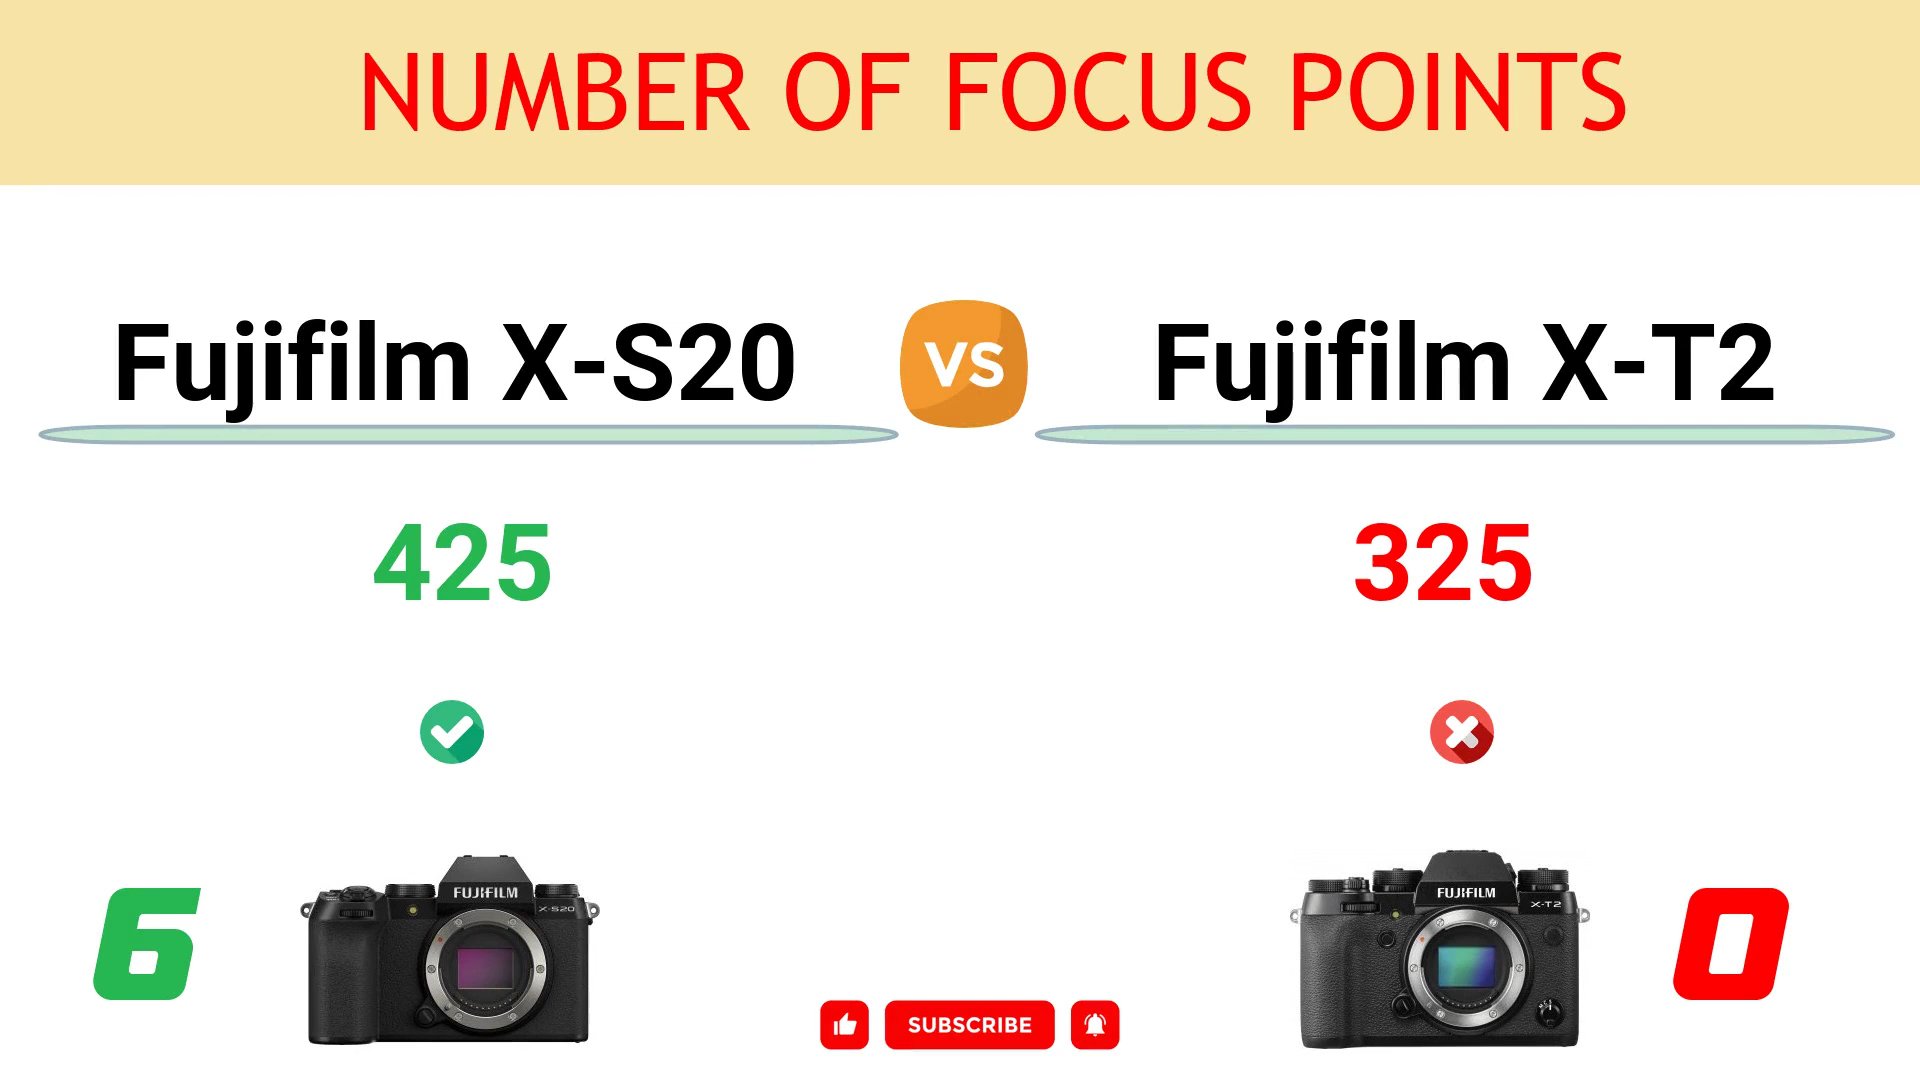 NUMBER OF FOCUS POINTS
Fujifilm X-S20
VS
Fujifilm X-T2
425
325
6
FUJIFILM
X-S20
FUJIFILM
X-T2
0
SUBSCRIBE